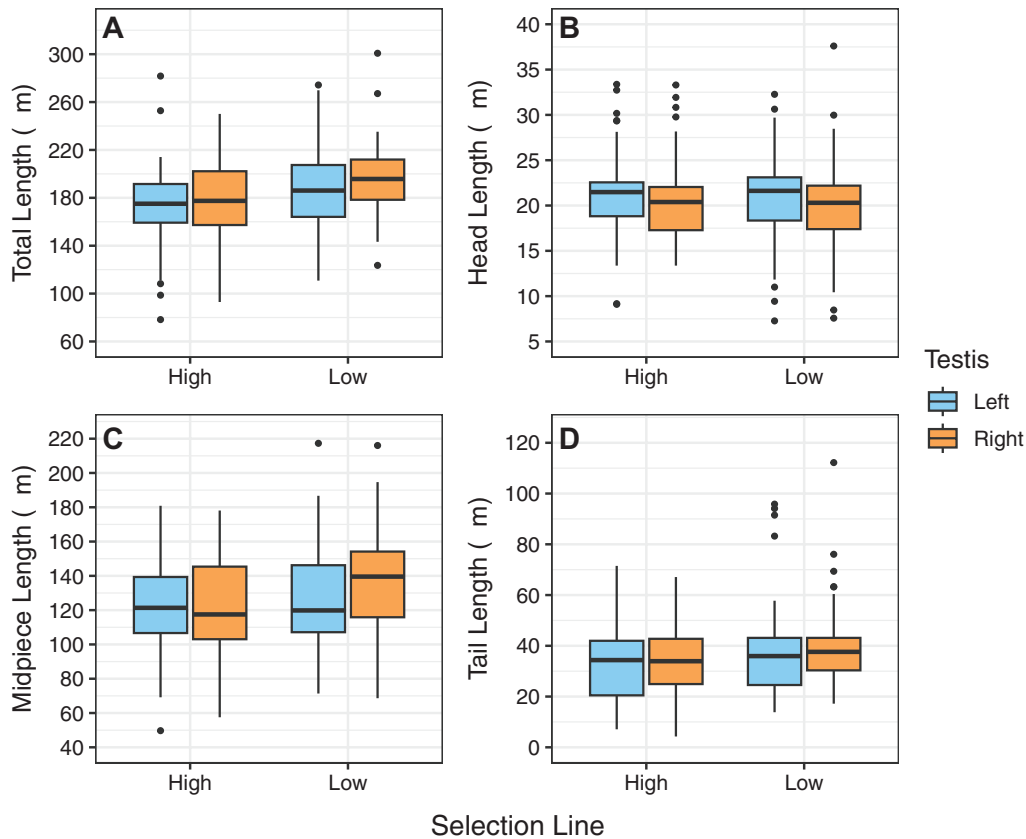 A
Total Length ( m)
300
260
220
180
140
100
60
High Low
B
Head Length ( m)
40
35
30
25
20
15
10
5
High Low
C
Midpiece Length ( m)
220
200
180
160
140
120
100
80
60
40
High Low
D
Tail Length ( m)
120
100
80
60
40
20
0
High Low
Testis
Left
Right
Selection Line